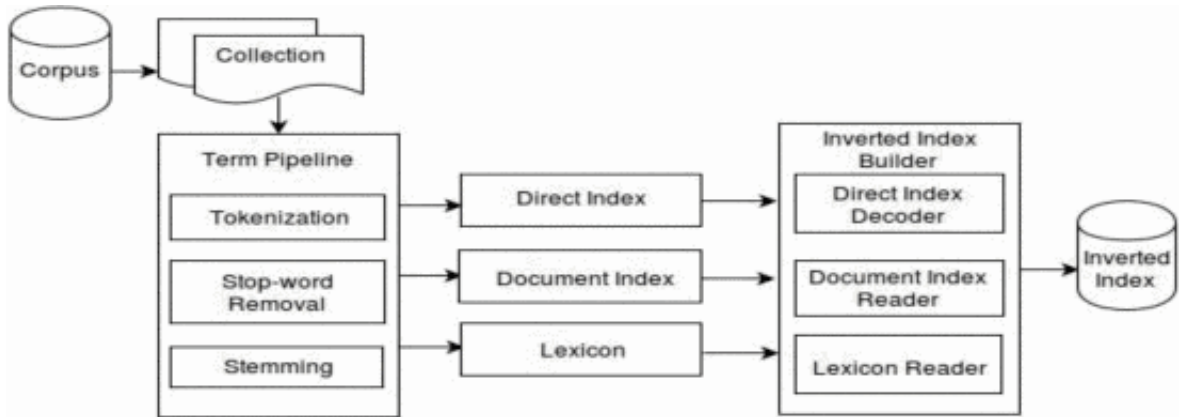 Corpus
Collection
Term Pipeline
Tokenization
Stop-word
Removal
Stemming
Direct Index
Document Index
Lexicon
Inverted Index
Builder
Direct Index
Decoder
Document Index
Reader
Lexicon Reader
Inverted
Index